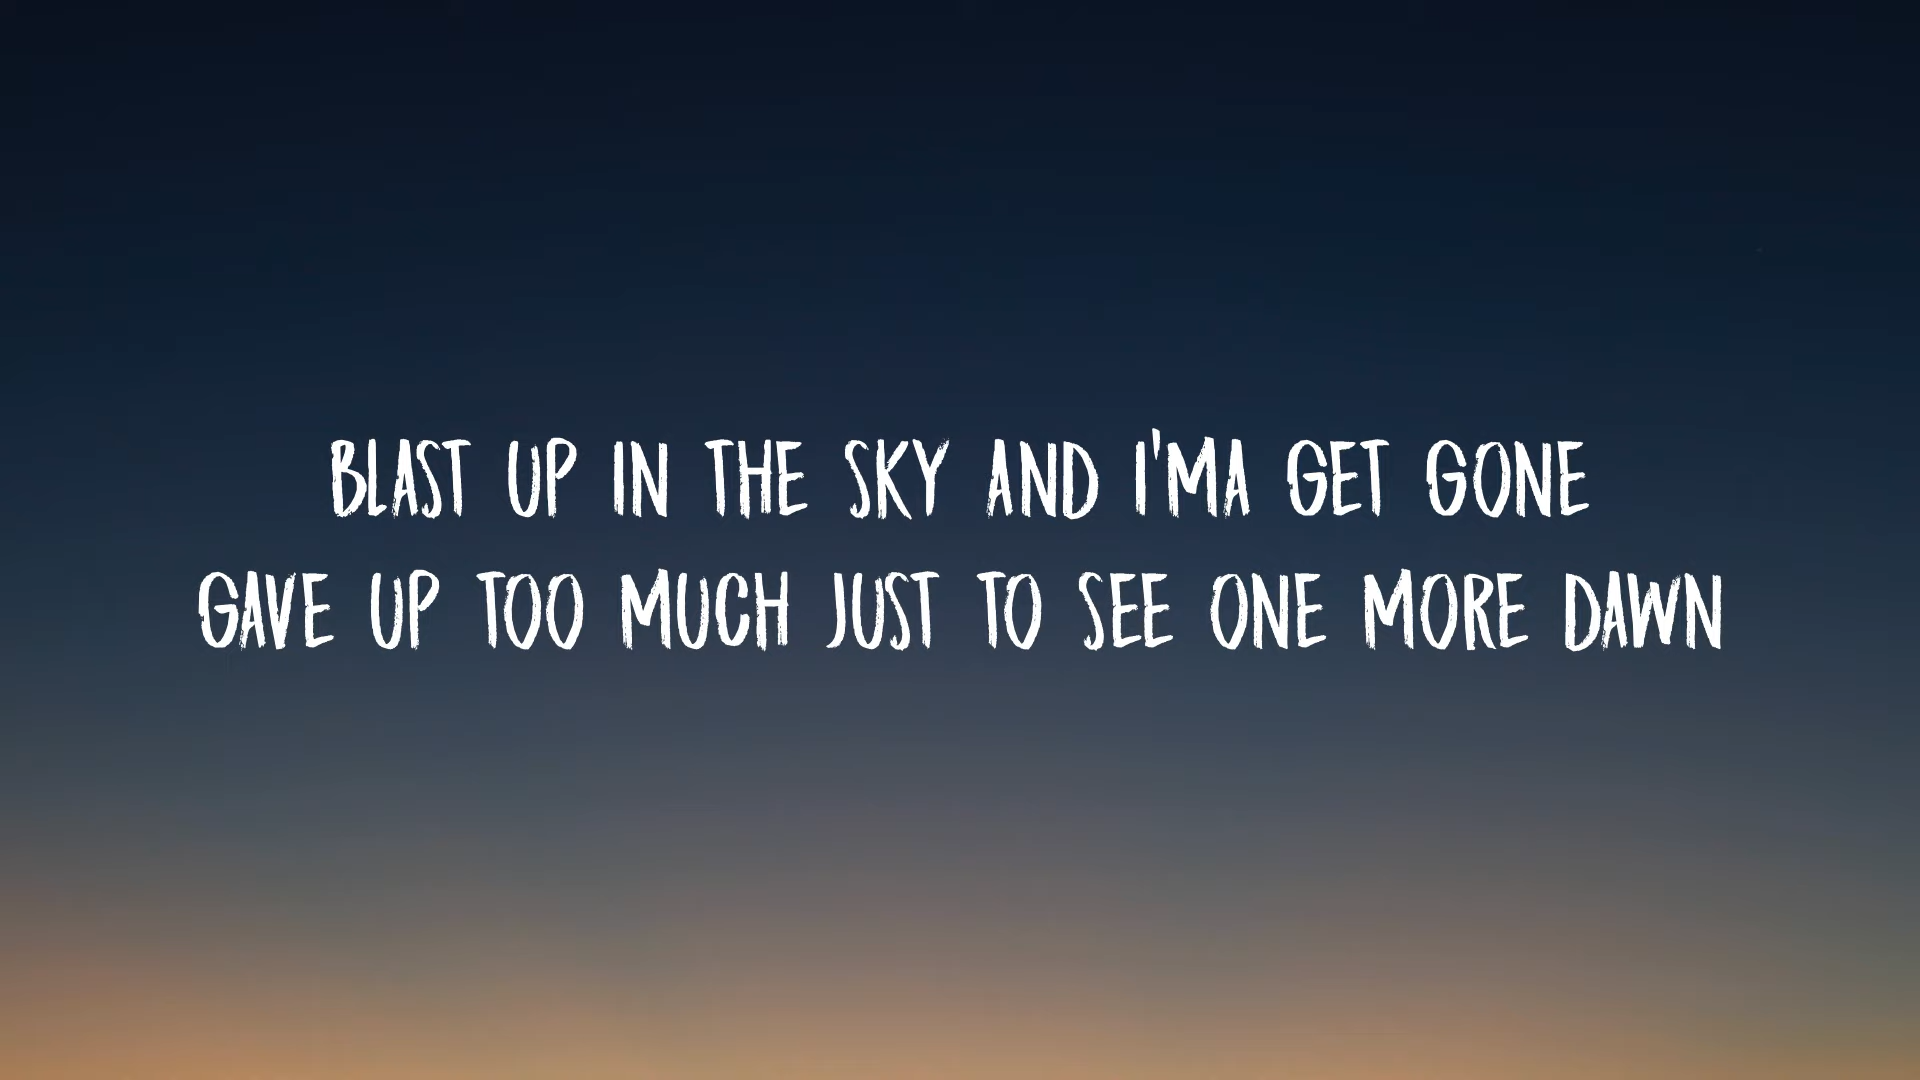 BLAST UP IN THE SKY AND I'MA GET GONE
GAVE UP TOO MUCH JUST TO SEE ONE MORE DAWN